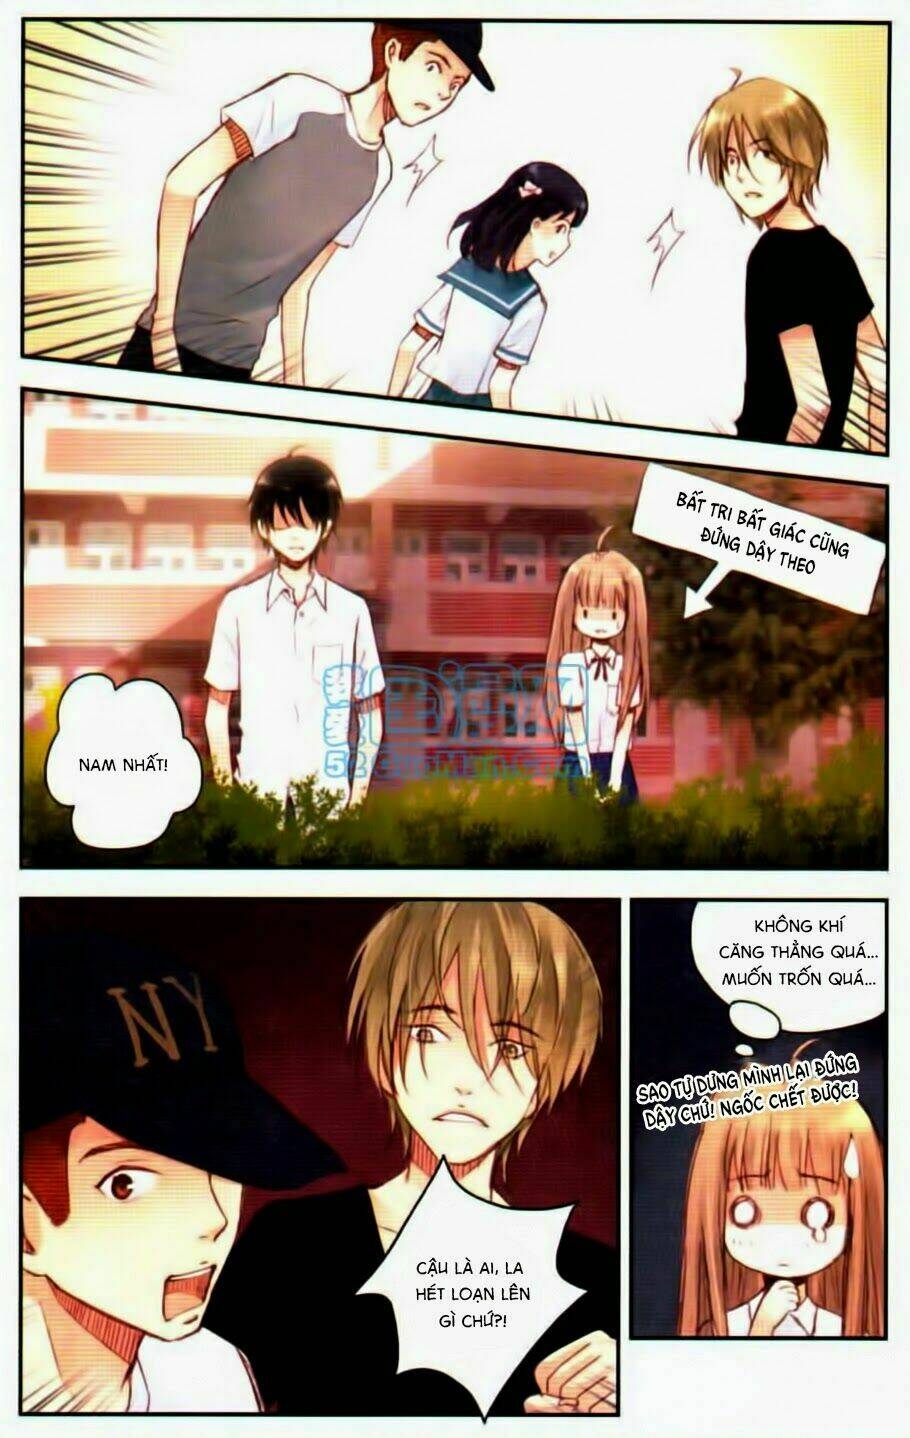 BẤT TRI BẤT GIÁC CŨNG
ĐỨNG DẬY THEO
NAM NHẤT!
NY
KHÔNG KHÍ
CĂNG THẲNG QUÁ...
MUỐN TRỐN QUÁ...
SAO TỰ DƯNG MÌNH LẠI ĐỨNG
DẬY CHỨ! NGỐC CHẾT ĐƯỢC!
CẬU LÀ AI, LA
HÉT LOẠN LÊN
GÌ CHỨ?!